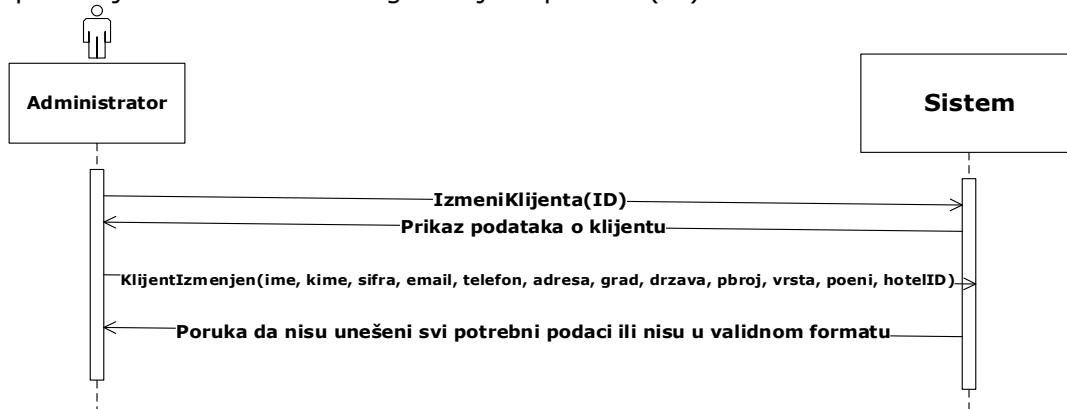 Administrator
Sistem
IzmeniKlijenta(ID)
Prikaz podataka o klijentu
KlijentIzmenjen(ime, kime, sifra, email, telefon, adresa, grad, drzava, pbroj, vrsta, poeni, hotelID)
Poruka da nisu unešeni svi potrebni podaci ili nisu u validnom formatu